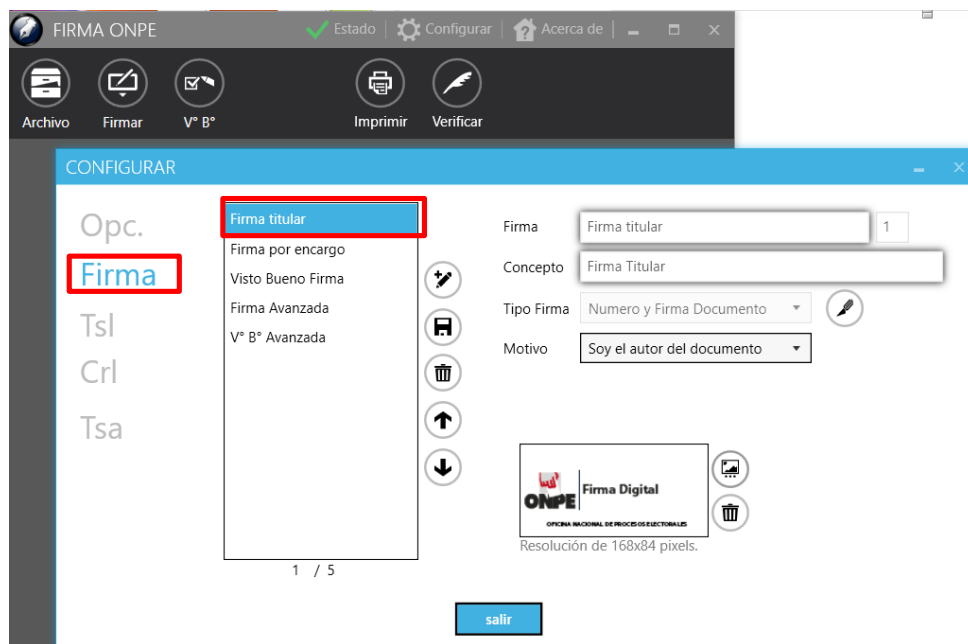 FIRMA ONPE
Estado
Configurar
Acerca de
Archivo
Firmar
V° B°
Imprimir
Verificar
CONFIGURAR
Opc.
Firma
Tsl
Crl
Tsa
Firma titular
Firma por encargo
Visto Bueno Firma
Firma Avanzada
V° B° Avanzada
1 / 5
Firma Firma titular 1
Concepto Firma Titular
Tipo Firma Numero y Firma Documento
Motivo Soy el autor del documento
ONPE Firma Digital
OFICINA NACIONAL DE PROCESOS ELECTORALES
Resolución de 168x84 pixels.
salir